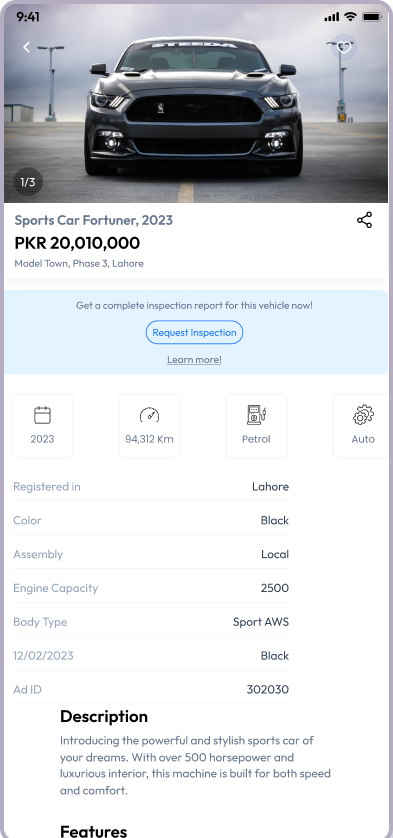 9:41
STEEDA
1/3
Sports Car Fortuner, 2023
PKR 20,010,000
Model Town, Phase 3, Lahore
Get a complete inspection report for this vehicle now!
Request Inspection
Learn more!
2023 94,312 Km Petrol Auto
Registered in Lahore
Color Black
Assembly Local
Engine Capacity 2500
Body Type Sport AWS
12/02/2023 Black
Ad ID 302030
Description
Introducing the powerful and stylish sports car of
your dreams. With over 500 horsepower and
luxurious interior, this machine is built for both speed
and comfort.
Features